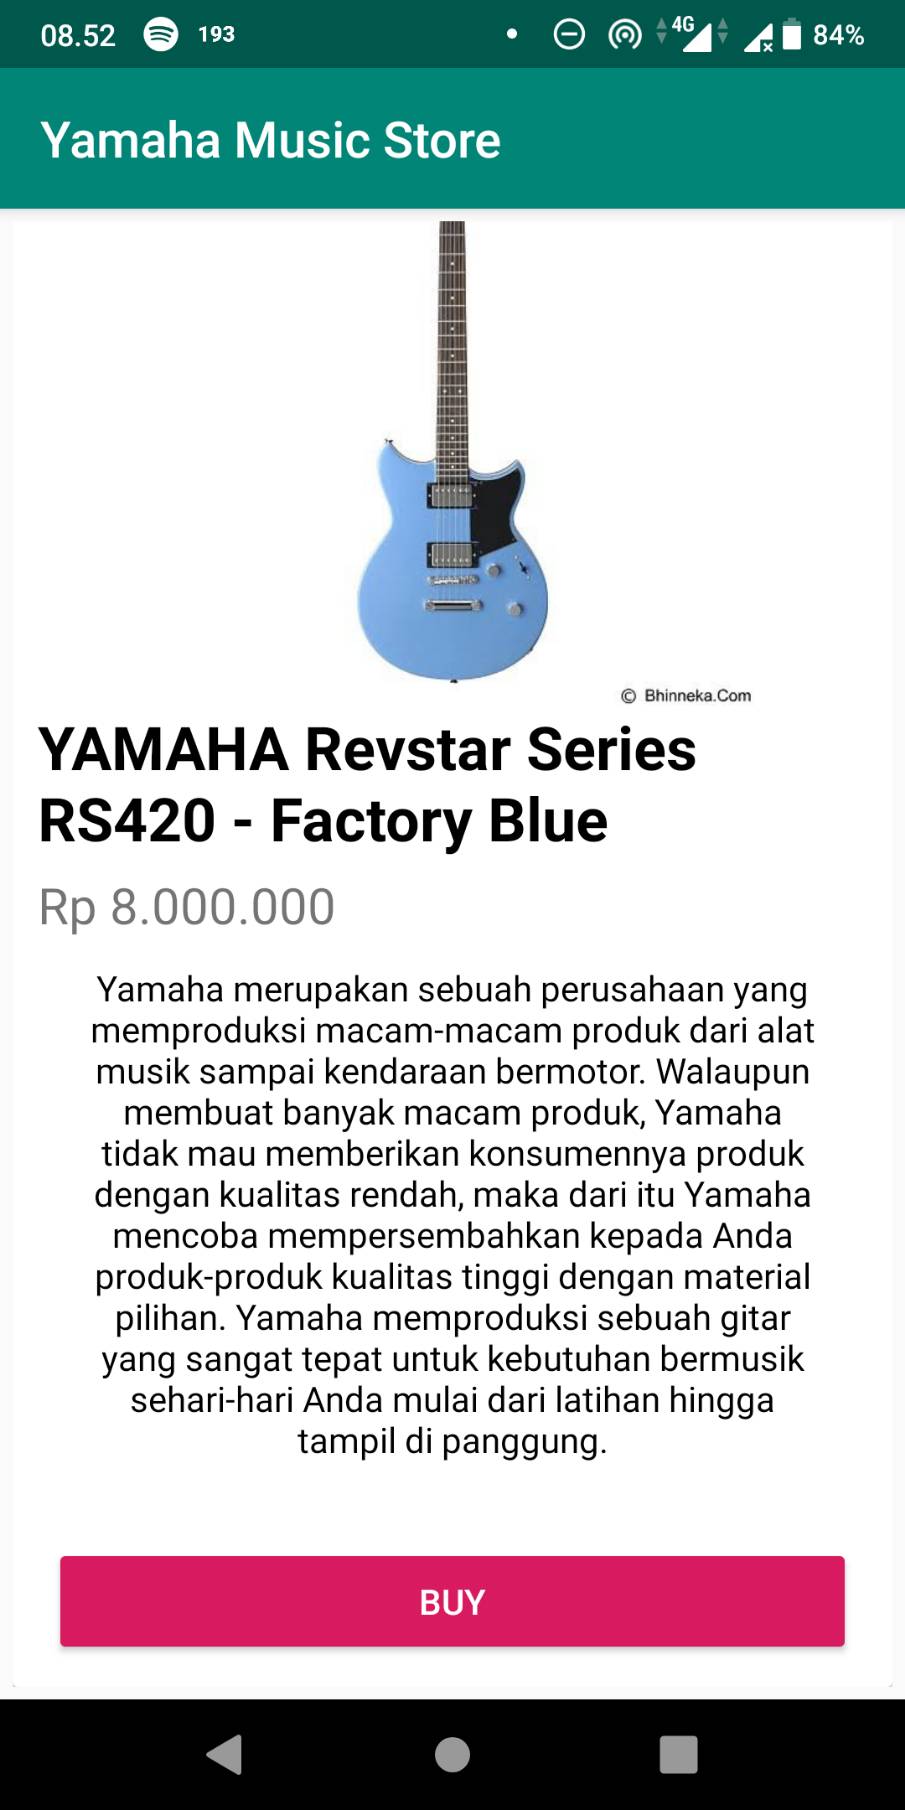 08.52 193 4G 84%
Yamaha Music Store
© Bhinneka.Com
YAMAHA Revstar Series
RS420 - Factory Blue
Rp 8.000.000
Yamaha merupakan sebuah perusahaan yang
memproduksi macam-macam produk dari alat
musik sampai kendaraan bermotor. Walaupun
membuat banyak macam produk, Yamaha
tidak mau memberikan konsumennya produk
dengan kualitas rendah, maka dari itu Yamaha
mencoba mempersembahkan kepada Anda
produk-produk kualitas tinggi dengan material
pilihan. Yamaha memproduksi sebuah gitar
yang sangat tepat untuk kebutuhan bermusik
sehari-hari Anda mulai dari latihan hingga
tampil di panggung.
BUY